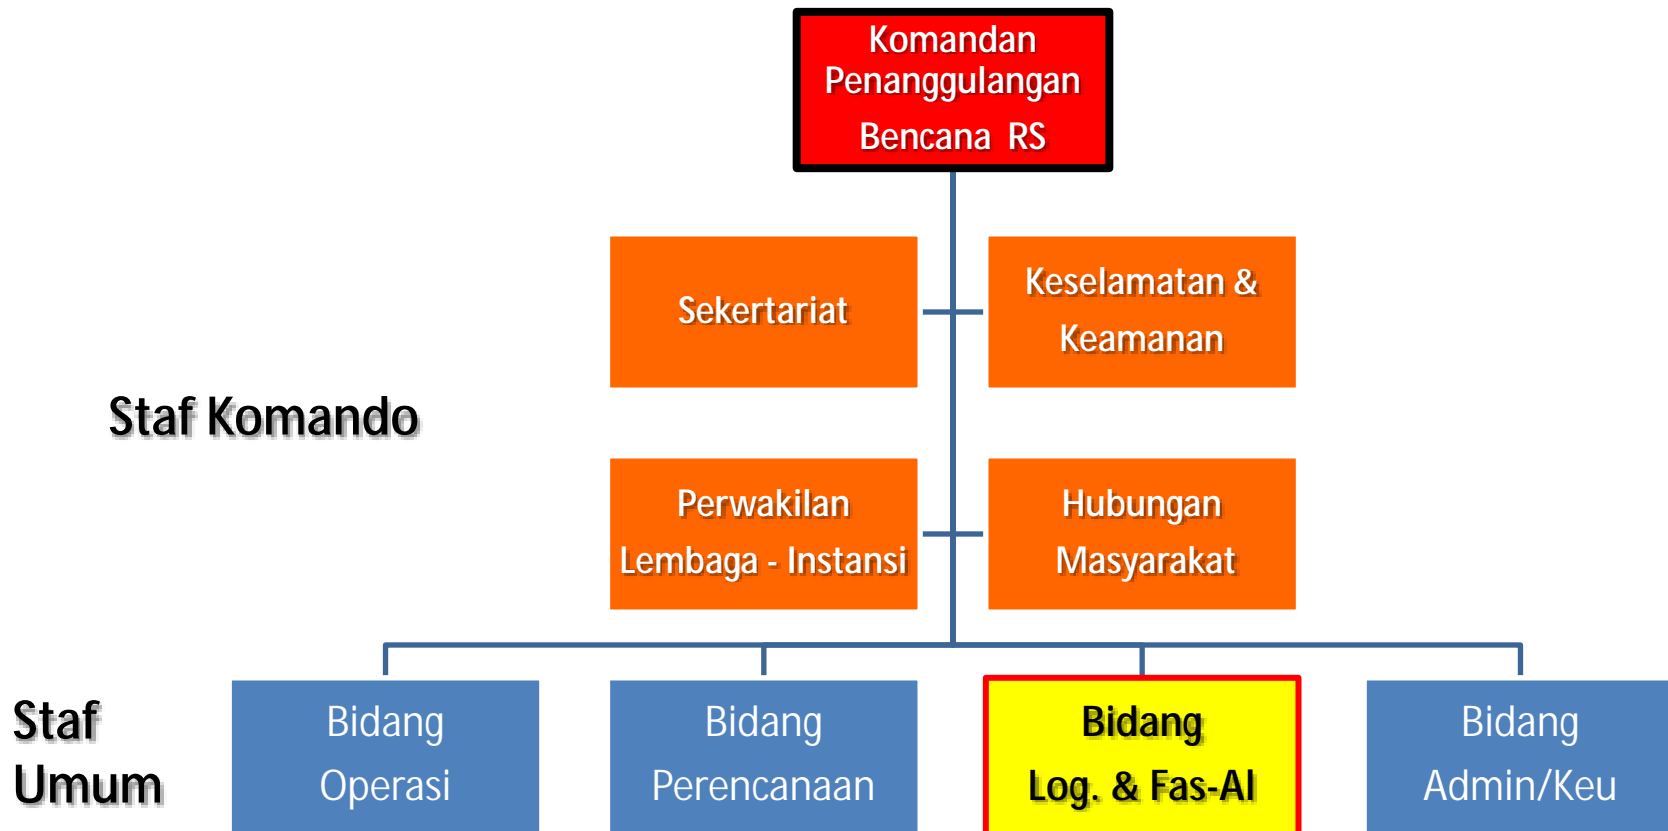 Komandan
Penanggulangan
Bencana RS
Sekertariat
Keselamatan &
Keamanan
Staf Komando
Perwakilan
Lembaga - Instansi
Hubungan
Masyarakat
Staf
Umum
Bidang
Operasi
Bidang
Perencanaan
Bidang
Log. & Fas-Al
Bidang
Admin/Keu